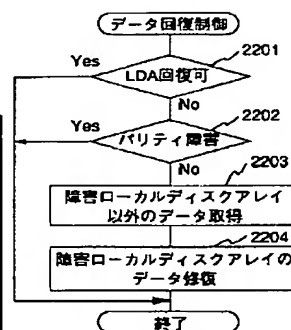 データ回復制御
2201
Yes
LDA回復可
No
2202
Yes
パリティ障害
No
2203
障害ローカルディスクアレイ
以外のデータ取得
2204
障害ローカルディスクアレイの
データ修復
終了